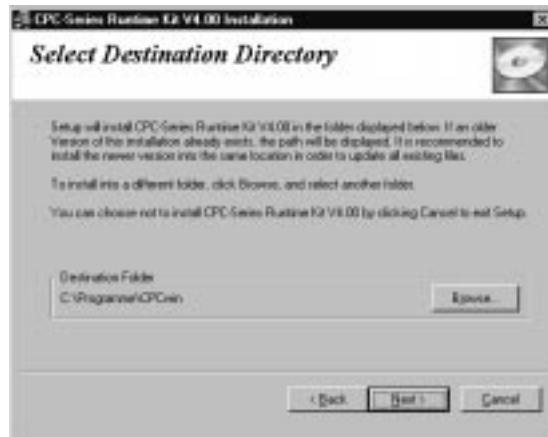 CPC-Series Runtime Kit V4.00 Installation
Select Destination Directory
Setup will install CPC-Series Runtime Kit V4.00 in the folder displayed below. If an older
Version of this installation already exists, the path will be displayed. It is recommended to
install the newer version into the same location in order to update all existing files.
To install into a different folder, click Browse, and select another folder.
You can choose not to install CPC-Series Runtime Kit V4.00 by clicking Cancel to exit Setup.
Destination Folder
C:\Programme\CPCwin
Browse...
< Back
Next >
Cancel